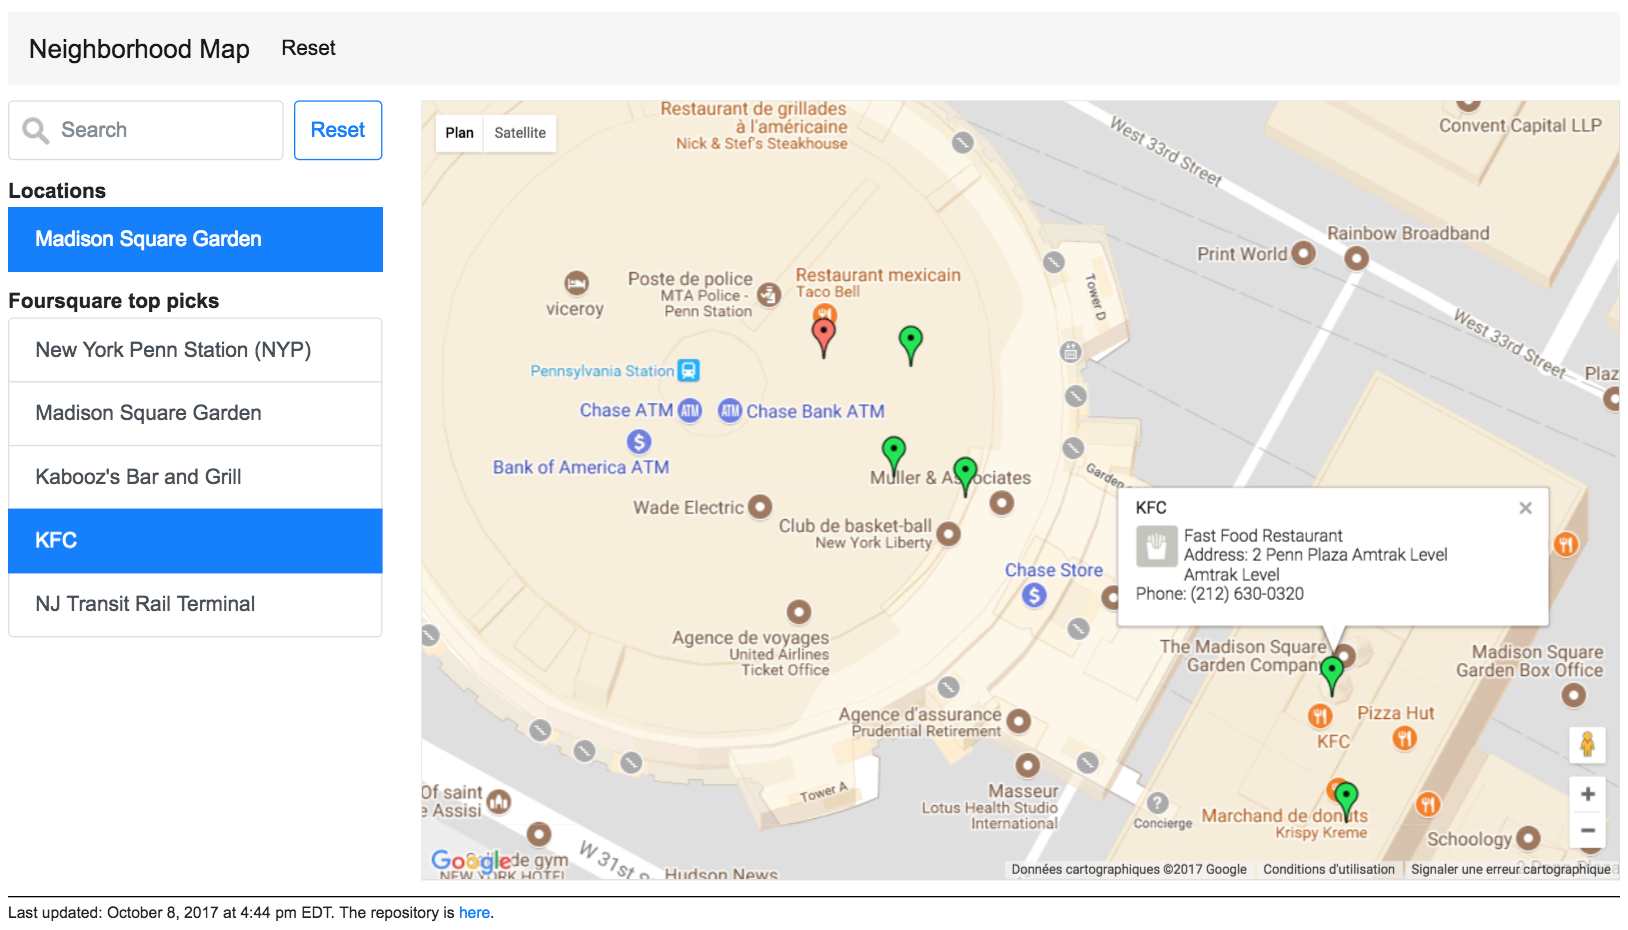 Neighborhood Map
Reset
Search
Reset
Locations
Madison Square Garden
Foursquare top picks
New York Penn Station (NYP)
Madison Square Garden
Kabooz's Bar and Grill
KFC
NJ Transit Rail Terminal
Plan
Satellite
Restaurant de grillades
à l'américaine
Nick & Stef's Steakhouse
West 33rd Street
Convent Capital LLP
Rainbow Broadband
Print World
West 33rd Street
Plaz
Tower D
viceroy
Poste de police
MTA Police -
Penn Station
Restaurant mexicain
Taco Bell
Pennsylvania Station
Chase ATM
ATM
ATM
Chase Bank ATM
Bank of America ATM
Muller & Associates
Garden
Wade Electric
Club de basket-ball
New York Liberty
Chase Store
KFC
Fast Food Restaurant
Address: 2 Penn Plaza Amtrak Level
Amtrak Level
Phone: (212) 630-0320
Agence de voyages
United Airlines
Ticket Office
The Madison Square
Garden Company
Madison Square
Garden Box Office
Agence d'assurance
Prudential Retirement
Pizza Hut
KFC
Tower A
Masseur
Lotus Health Studio
International
Concierge
Marchand de donuts
Krispy Kreme
Schoology
Of saint
e Assisi
Google
de gym
NEW YORK HOTEL
W 31st S
Hudson News
Données cartographiques ©2017 Google
Conditions d'utilisation
Signaler une erreur cartographique
Last updated: October 8, 2017 at 4:44 pm EDT. The repository is here.